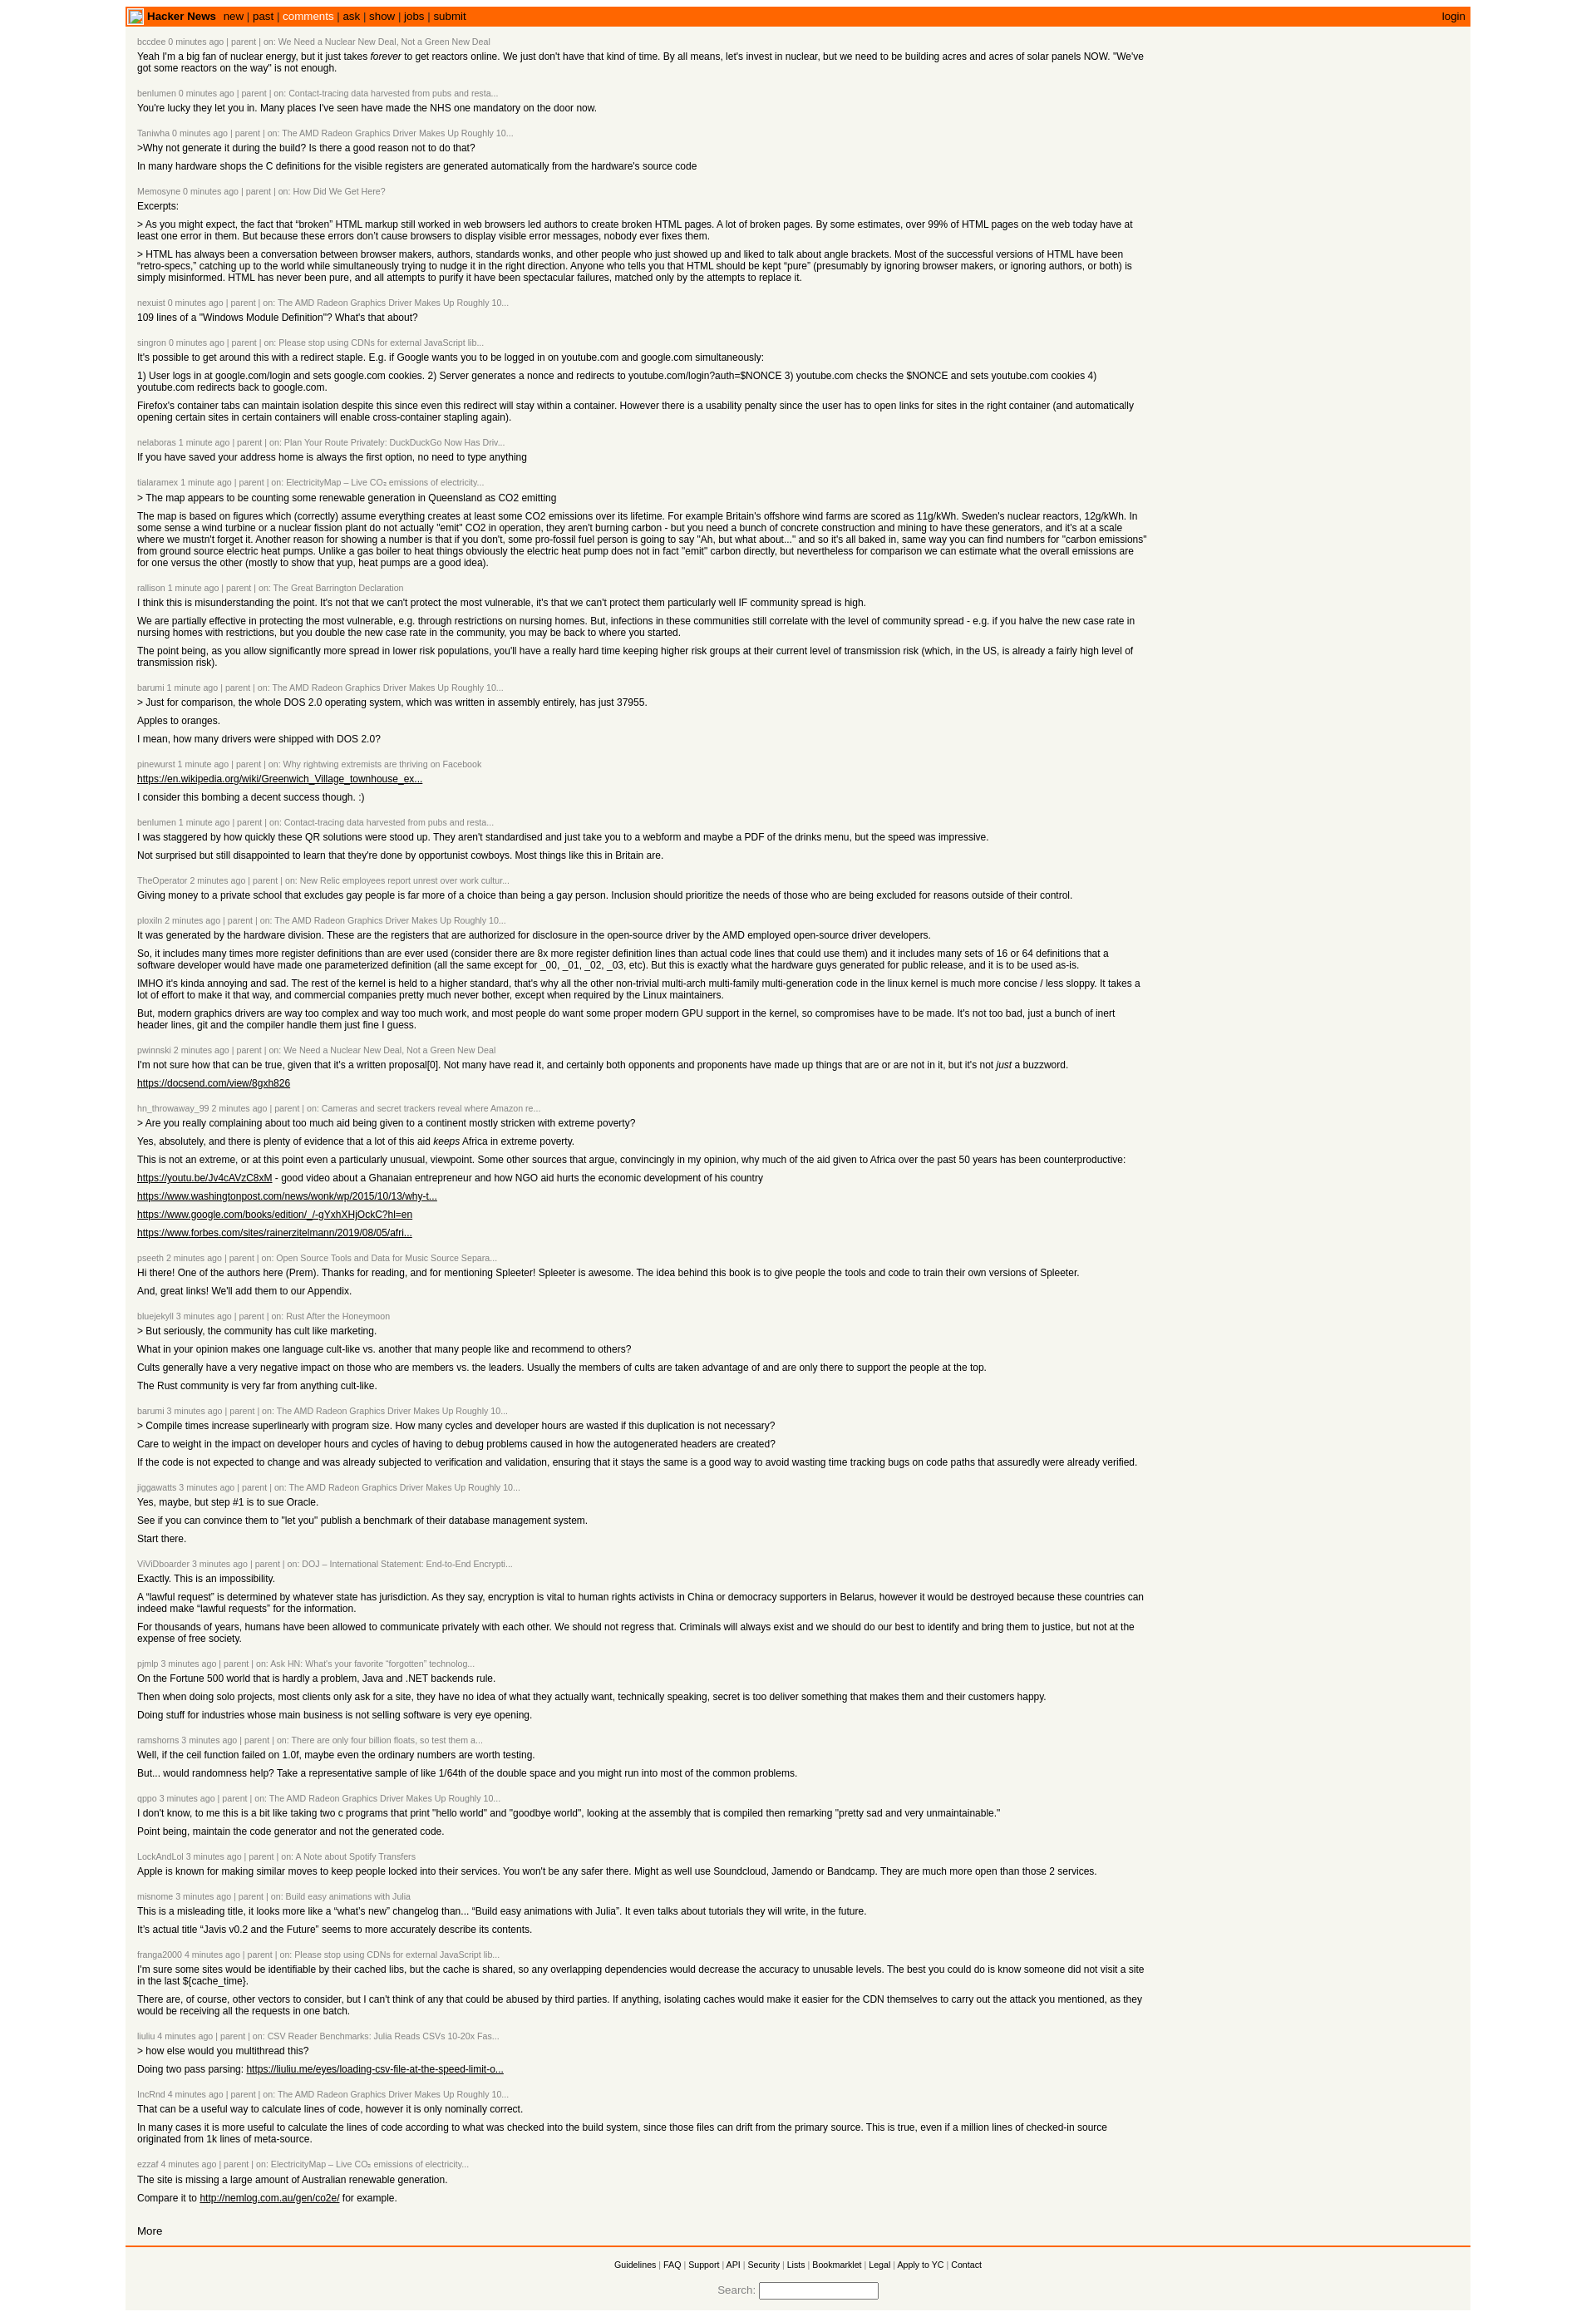 Hacker News new | past | comments | ask | show | jobs | submit login
bccdee 0 minutes ago | parent | on: We Need a Nuclear New Deal, Not a Green New Deal
Yeah I'm a big fan of nuclear energy, but it just takes forever to get reactors online. We just don't have that kind of time. By all means, let's invest in nuclear, but we need to be building acres and acres of solar panels NOW. "We've
got some reactors on the way" is not enough.
benlumen 0 minutes ago | parent | on: Contact-tracing data harvested from pubs and resta...
You're lucky they let you in. Many places I've seen have made the NHS one mandatory on the door now.
Taniwha 0 minutes ago | parent | on: The AMD Radeon Graphics Driver Makes Up Roughly 10...
>Why not generate it during the build? Is there a good reason not to do that?
In many hardware shops the C definitions for the visible registers are generated automatically from the hardware's source code
Memosyne 0 minutes ago | parent | on: How Did We Get Here?
Excerpts:
> As you might expect, the fact that “broken” HTML markup still worked in web browsers led authors to create broken HTML pages. A lot of broken pages. By some estimates, over 99% of HTML pages on the web today have at
least one error in them. But because these errors don’t cause browsers to display visible error messages, nobody ever fixes them.
> HTML has always been a conversation between browser makers, authors, standards wonks, and other people who just showed up and liked to talk about angle brackets. Most of the successful versions of HTML have been
“retro-specs,” catching up to the world while simultaneously trying to nudge it in the right direction. Anyone who tells you that HTML should be kept “pure” (presumably by ignoring browser makers, or ignoring authors, or both) is
simply misinformed. HTML has never been pure, and all attempts to purify it have been spectacular failures, matched only by the attempts to replace it.
nexuist 0 minutes ago | parent | on: The AMD Radeon Graphics Driver Makes Up Roughly 10...
109 lines of a "Windows Module Definition"? What's that about?
singron 0 minutes ago | parent | on: Please stop using CDNs for external JavaScript lib...
It's possible to get around this with a redirect staple. E.g. if Google wants you to be logged in on youtube.com and google.com simultaneously:
1) User logs in at google.com/login and sets google.com cookies. 2) Server generates a nonce and redirects to youtube.com/login?auth=$NONCE 3) youtube.com checks the $NONCE and sets youtube.com cookies 4)
youtube.com redirects back to google.com.
Firefox's container tabs can maintain isolation despite this since even this redirect will stay within a container. However there is a usability penalty since the user has to open links for sites in the right container (and automatically
opening certain sites in certain containers will enable cross-container stapling again).
nelaboras 1 minute ago | parent | on: Plan Your Route Privately: DuckDuckGo Now Has Driv...
If you have saved your address home is always the first option, no need to type anything
tialaramex 1 minute ago | parent | on: ElectricityMap – Live CO₂ emissions of electricity...
> The map appears to be counting some renewable generation in Queensland as CO2 emitting
The map is based on figures which (correctly) assume everything creates at least some CO2 emissions over its lifetime. For example Britain's offshore wind farms are scored as 11g/kWh. Sweden's nuclear reactors, 12g/kWh. In
some sense a wind turbine or a nuclear fission plant do not actually "emit" CO2 in operation, they aren't burning carbon - but you need a bunch of concrete construction and mining to have these generators, and it's at a scale
where we mustn't forget it. Another reason for showing a number is that if you don't, some pro-fossil fuel person is going to say "Ah, but what about..." and so it's all baked in, same way you can find numbers for "carbon emissions"
from ground source electric heat pumps. Unlike a gas boiler to heat things obviously the electric heat pump does not in fact "emit" carbon directly, but nevertheless for comparison we can estimate what the overall emissions are
for one versus the other (mostly to show that yup, heat pumps are a good idea).
rallison 1 minute ago | parent | on: The Great Barrington Declaration
I think this is misunderstanding the point. It's not that we can't protect the most vulnerable, it's that we can't protect them particularly well IF community spread is high.
We are partially effective in protecting the most vulnerable, e.g. through restrictions on nursing homes. But, infections in these communities still correlate with the level of community spread - e.g. if you halve the new case rate in
nursing homes with restrictions, but you double the new case rate in the community, you may be back to where you started.
The point being, as you allow significantly more spread in lower risk populations, you'll have a really hard time keeping higher risk groups at their current level of transmission risk (which, in the US, is already a fairly high level of
transmission risk).
barumi 1 minute ago | parent | on: The AMD Radeon Graphics Driver Makes Up Roughly 10...
> Just for comparison, the whole DOS 2.0 operating system, which was written in assembly entirely, has just 37955.
Apples to oranges.
I mean, how many drivers were shipped with DOS 2.0?
pinewurst 1 minute ago | parent | on: Why rightwing extremists are thriving on Facebook
https://en.wikipedia.org/wiki/Greenwich_Village_townhouse_ex...
I consider this bombing a decent success though. :)
benlumen 1 minute ago | parent | on: Contact-tracing data harvested from pubs and resta...
I was staggered by how quickly these QR solutions were stood up. They aren't standardised and just take you to a webform and maybe a PDF of the drinks menu, but the speed was impressive.
Not surprised but still disappointed to learn that they're done by opportunist cowboys. Most things like this in Britain are.
TheOperator 2 minutes ago | parent | on: New Relic employees report unrest over work cultur...
Giving money to a private school that excludes gay people is far more of a choice than being a gay person. Inclusion should prioritize the needs of those who are being excluded for reasons outside of their control.
ploxiln 2 minutes ago | parent | on: The AMD Radeon Graphics Driver Makes Up Roughly 10...
It was generated by the hardware division. These are the registers that are authorized for disclosure in the open-source driver by the AMD employed open-source driver developers.
So, it includes many times more register definitions than are ever used (consider there are 8x more register definition lines than actual code lines that could use them) and it includes many sets of 16 or 64 definitions that a
software developer would have made one parameterized definition (all the same except for _00, _01, _02, _03, etc). But this is exactly what the hardware guys generated for public release, and it is to be used as-is.
IMHO it's kinda annoying and sad. The rest of the kernel is held to a higher standard, that's why all the other non-trivial multi-arch multi-family multi-generation code in the linux kernel is much more concise / less sloppy. It takes a
lot of effort to make it that way, and commercial companies pretty much never bother, except when required by the Linux maintainers.
But, modern graphics drivers are way too complex and way too much work, and most people do want some proper modern GPU support in the kernel, so compromises have to be made. It's not too bad, just a bunch of inert
header lines, git and the compiler handle them just fine I guess.
pwinnski 2 minutes ago | parent | on: We Need a Nuclear New Deal, Not a Green New Deal
I'm not sure how that can be true, given that it's a written proposal[0]. Not many have read it, and certainly both opponents and proponents have made up things that are or are not in it, but it's not just a buzzword.
https://docsend.com/view/8gxh826
hn_throwaway_99 2 minutes ago | parent | on: Cameras and secret trackers reveal where Amazon re...
> Are you really complaining about too much aid being given to a continent mostly stricken with extreme poverty?
Yes, absolutely, and there is plenty of evidence that a lot of this aid keeps Africa in extreme poverty.
This is not an extreme, or at this point even a particularly unusual, viewpoint. Some other sources that argue, convincingly in my opinion, why much of the aid given to Africa over the past 50 years has been counterproductive:
https://youtu.be/Jv4cAVzC8xM - good video about a Ghanaian entrepreneur and how NGO aid hurts the economic development of his country
https://www.washingtonpost.com/news/wonk/wp/2015/10/13/why-t...
https://www.google.com/books/edition/_/-gYxhXHjOckC?hl=en
https://www.forbes.com/sites/rainerzitelmann/2019/08/05/afri...
pseeth 2 minutes ago | parent | on: Open Source Tools and Data for Music Source Separa...
Hi there! One of the authors here (Prem). Thanks for reading, and for mentioning Spleeter! Spleeter is awesome. The idea behind this book is to give people the tools and code to train their own versions of Spleeter.
And, great links! We'll add them to our Appendix.
bluejekyll 3 minutes ago | parent | on: Rust After the Honeymoon
> But seriously, the community has cult like marketing.
What in your opinion makes one language cult-like vs. another that many people like and recommend to others?
Cults generally have a very negative impact on those who are members vs. the leaders. Usually the members of cults are taken advantage of and are only there to support the people at the top.
The Rust community is very far from anything cult-like.
barumi 3 minutes ago | parent | on: The AMD Radeon Graphics Driver Makes Up Roughly 10...
> Compile times increase superlinearly with program size. How many cycles and developer hours are wasted if this duplication is not necessary?
Care to weight in the impact on developer hours and cycles of having to debug problems caused in how the autogenerated headers are created?
If the code is not expected to change and was already subjected to verification and validation, ensuring that it stays the same is a good way to avoid wasting time tracking bugs on code paths that assuredly were already verified.
jiggawatts 3 minutes ago | parent | on: The AMD Radeon Graphics Driver Makes Up Roughly 10...
Yes, maybe, but step #1 is to sue Oracle.
See if you can convince them to "let you" publish a benchmark of their database management system.
Start there.
ViViDboarder 3 minutes ago | parent | on: DOJ – International Statement: End-to-End Encrypti...
Exactly. This is an impossibility.
A “lawful request” is determined by whatever state has jurisdiction. As they say, encryption is vital to human rights activists in China or democracy supporters in Belarus, however it would be destroyed because these countries can
indeed make “lawful requests” for the information.
For thousands of years, humans have been allowed to communicate privately with each other. We should not regress that. Criminals will always exist and we should do our best to identify and bring them to justice, but not at the
expense of free society.
pjmlp 3 minutes ago | parent | on: Ask HN: What's your favorite “forgotten” technolog...
On the Fortune 500 world that is hardly a problem, Java and .NET backends rule.
Then when doing solo projects, most clients only ask for a site, they have no idea of what they actually want, technically speaking, secret is too deliver something that makes them and their customers happy.
Doing stuff for industries whose main business is not selling software is very eye opening.
ramshorns 3 minutes ago | parent | on: There are only four billion floats, so test them a...
Well, if the ceil function failed on 1.0f, maybe even the ordinary numbers are worth testing.
But... would randomness help? Take a representative sample of like 1/64th of the double space and you might run into most of the common problems.
qppo 3 minutes ago | parent | on: The AMD Radeon Graphics Driver Makes Up Roughly 10...
I don't know, to me this is a bit like taking two c programs that print "hello world" and "goodbye world", looking at the assembly that is compiled then remarking "pretty sad and very unmaintainable."
Point being, maintain the code generator and not the generated code.
LockAndLol 3 minutes ago | parent | on: A Note about Spotify Transfers
Apple is known for making similar moves to keep people locked into their services. You won't be any safer there. Might as well use Soundcloud, Jamendo or Bandcamp. They are much more open than those 2 services.
misnome 3 minutes ago | parent | on: Build easy animations with Julia
This is a misleading title, it looks more like a “what’s new” changelog than... “Build easy animations with Julia”. It even talks about tutorials they will write, in the future.
It’s actual title “Javis v0.2 and the Future” seems to more accurately describe its contents.
franga2000 4 minutes ago | parent | on: Please stop using CDNs for external JavaScript lib...
I'm sure some sites would be identifiable by their cached libs, but the cache is shared, so any overlapping dependencies would decrease the accuracy to unusable levels. The best you could do is know someone did not visit a site
in the last ${cache_time}.
There are, of course, other vectors to consider, but I can't think of any that could be abused by third parties. If anything, isolating caches would make it easier for the CDN themselves to carry out the attack you mentioned, as they
would be receiving all the requests in one batch.
liuliu 4 minutes ago | parent | on: CSV Reader Benchmarks: Julia Reads CSVs 10-20x Fas...
> how else would you multithread this?
Doing two pass parsing: https://liuliu.me/eyes/loading-csv-file-at-the-speed-limit-o...
IncRnd 4 minutes ago | parent | on: The AMD Radeon Graphics Driver Makes Up Roughly 10...
That can be a useful way to calculate lines of code, however it is only nominally correct.
In many cases it is more useful to calculate the lines of code according to what was checked into the build system, since those files can drift from the primary source. This is true, even if a million lines of checked-in source
originated from 1k lines of meta-source.
ezzaf 4 minutes ago | parent | on: ElectricityMap – Live CO₂ emissions of electricity...
The site is missing a large amount of Australian renewable generation.
Compare it to http://nemlog.com.au/gen/co2e/ for example.
More
Guidelines | FAQ | Support | API | Security | Lists | Bookmarklet | Legal | Apply to YC | Contact
Search: